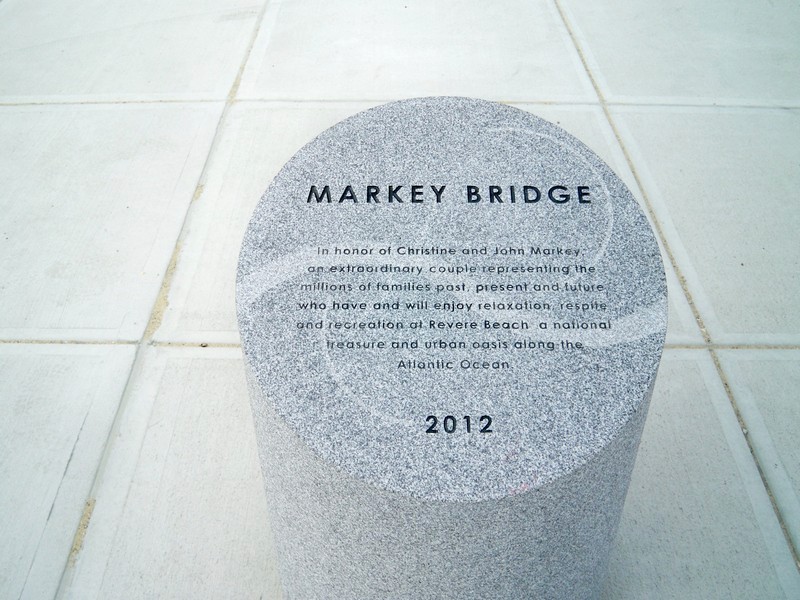 MARKEY BRIDGE
In honor of Christine and John Markey,
an extraordinary couple representing the
millions of families past, present and future
who have and will enjoy relaxation, respite
and recreation at Revere Beach a national
treasure and urban oasis along the
Atlantic Ocean.
2012